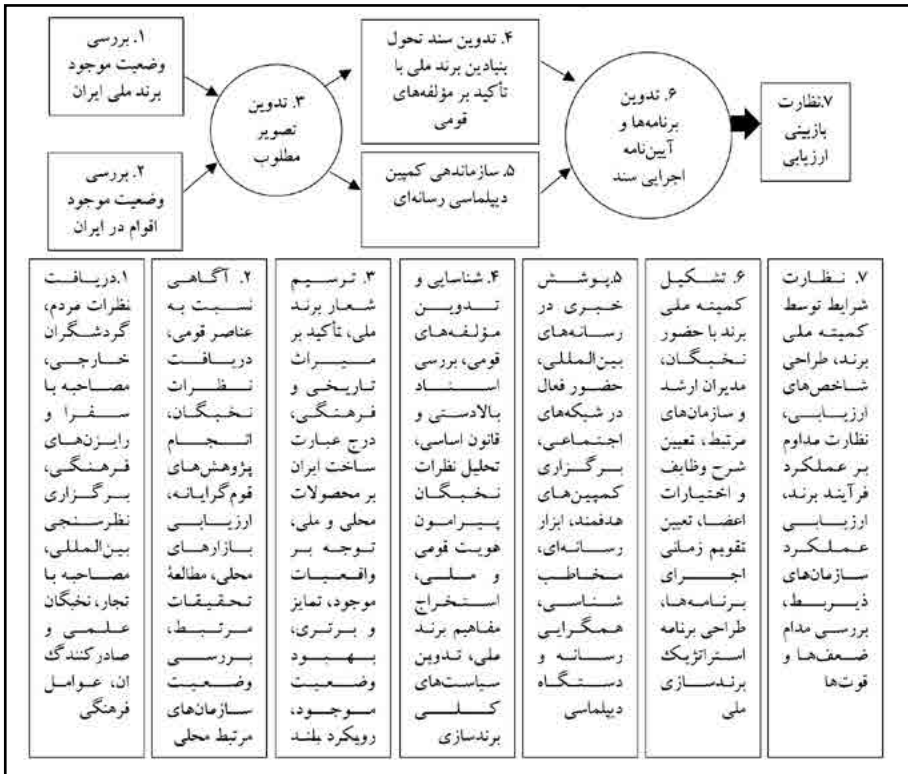 ۱. بررسی
وضعیت موجود
برند ملی ایران
۲. بررسی
وضعیت موجود
اقوام در ایران
۳. تدوین
تصویر
مطلوب
۴. تدوین سند تحول
بنیادین برند ملی با
تأکید بر مؤلفه‌های
قومی
۵. سازماندهی کمپین
دیپلماسی رسانه‌ای
۶. تدوین
برنامه‌ها و
آیین‌نامه
اجرایی سند
۷.نظارت
بازبینی
ارزیابی
۱.دریافت
نظرات مردم،
گردشگران
خارجی،
مصاحبه با
سفرا و
رایزن‌های
فرهنگی،
برگزاری
نظرسنجی
بین‌المللی،
مصاحبه با
تجار، نخبگان
علمی و
صادرکنندگ
ان، عوامل
فرهنگی
۲. آگاهی
نسبت به
عناصر قومی،
دریافت
نظرات
نخبگان،
انجام
پژوهش‌های
قوم‌گرایانه،
ارزیابی
بازارهای
محلی، مطالعهٔ
تحقیقات
مرتبط،
بررسی
وضعیت
سازمان‌های
مرتبط محلی
۳. ترسیم
شعار برند
ملی، تأکید بر
میراث
تاریخی و
فرهنگی،
درج عبارت
ساخت ایران
بر محصولات
محلی و ملی،
توجه بر
واقعیات
موجود، تمایز
و برتری،
بهبود
وضعیت
موجود،
رویکرد بلند
۴. شناسایی و
تدوین
مؤلفه‌های
قومی، بررسی
اسناد
بالادستی و
قانون اساسی،
تحلیل نظرات
نخبگان
پیرامون
هویت قومی
و ملی،
استخراج
مفاهیم برند
ملی، تدوین
سیاست‌های
کلی
برندسازی
۵.پوشش
خبری در
رسانه‌های
بین‌المللی،
حضور فعال
در شبکه‌های
اجتماعی،
برگزاری
کمپین‌های
هدفمند، ابزار
رسانه‌ای،
مخاطب
شناسی،
همگرایی
رسانه و
دستگاه
دیپلماسی
۶. تشکیل
کمیته ملی
برند با حضور
نخبگان،
مدیران ارشد
و سازمان‌های
مرتبط، تعیین
شرح وظایف
و اختیارات
اعضا، تعیین
تقویم زمانی
اجرای
برنامه‌ها،
طراحی برنامه
استراتژیک
برندسازی
ملی
۷. نظارت
شرایط توسط
کمیته ملی
برند، طراحی
شاخص‌های
ارزیابی،
نظارت مداوم
بر عملکرد
فرآیند برند،
ارزیابی
عملکرد
سازمان‌های
ذیربط،
بررسی مدام
ضعف‌ها و
قوت‌ها